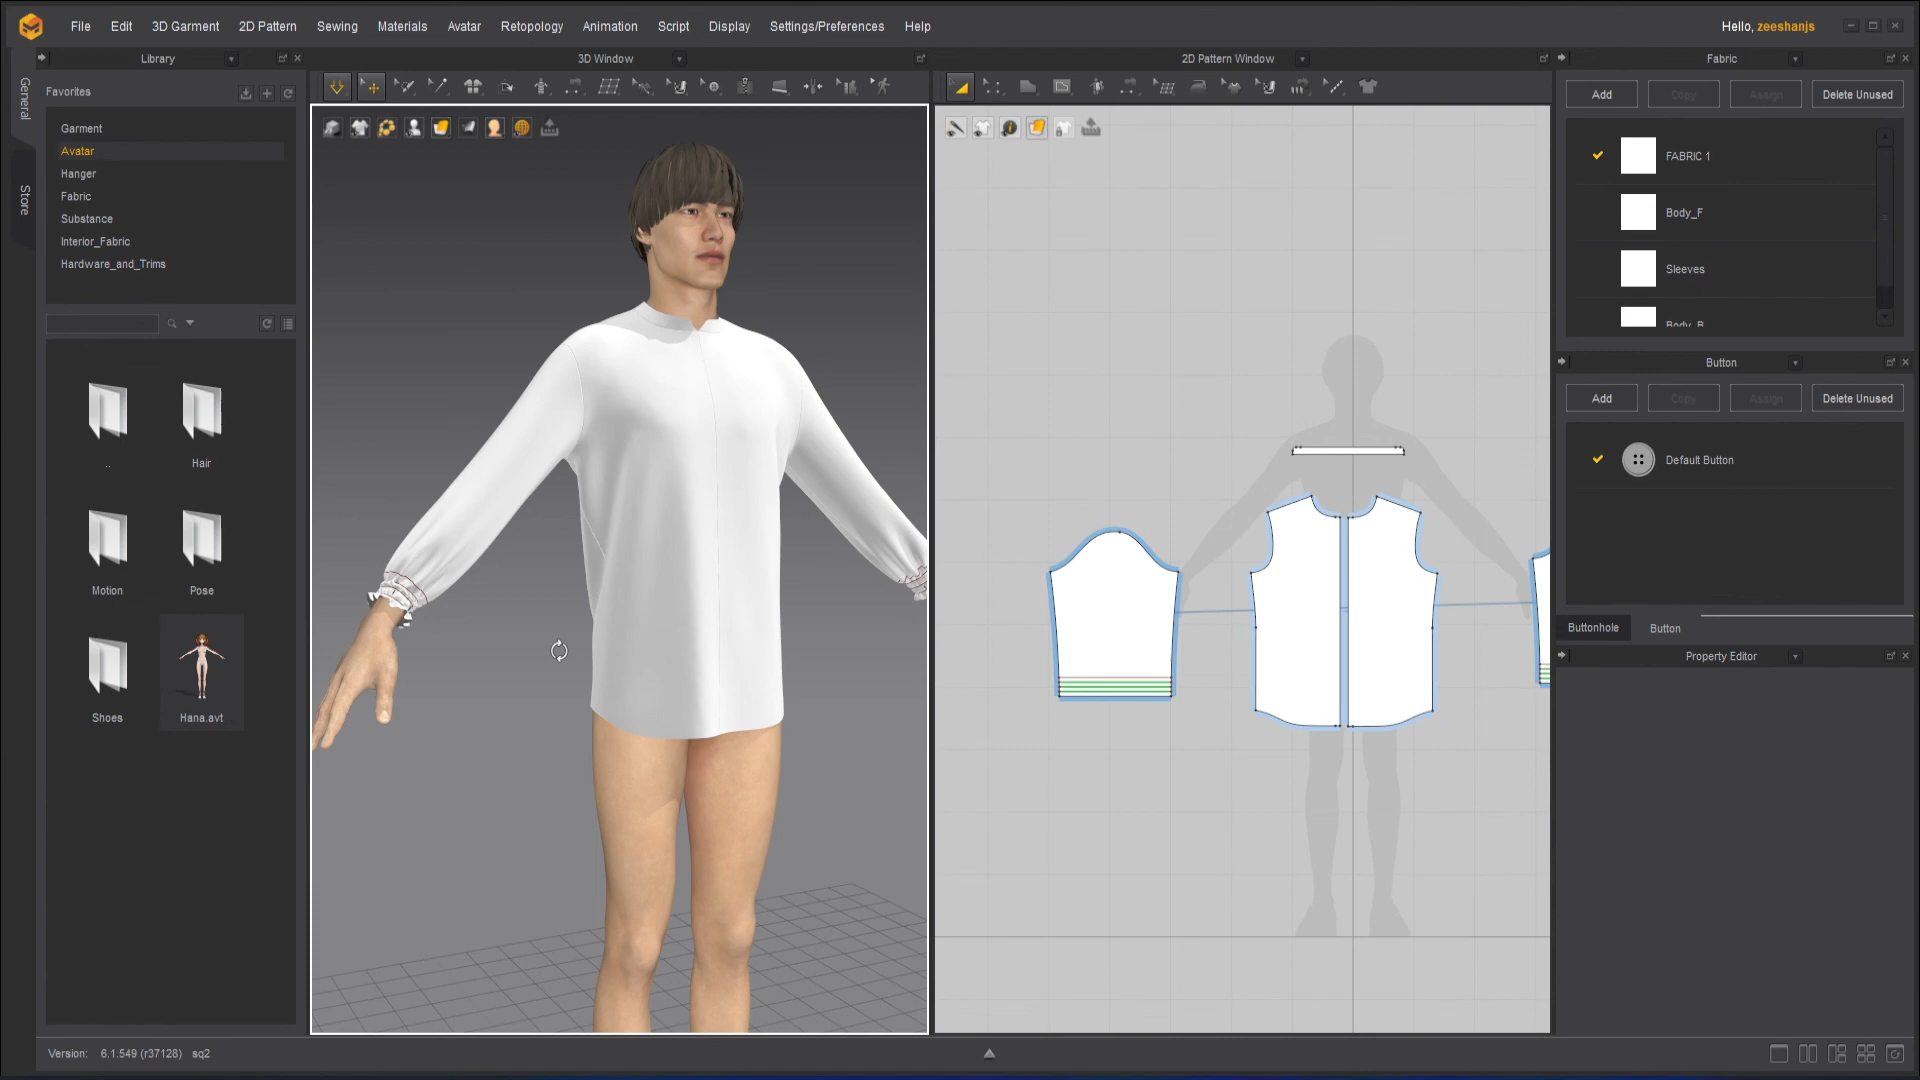 File Edit 3D Garment 2D Pattern Sewing Materials Avatar Retopology Animation Script Display Settings/Preferences Help
Hello, zeeshanjs
Library
3D Window
2D Pattern Window
Fabric
General
Store
Favorites
Garment
Avatar
Hanger
Fabric
Substance
Interior_Fabric
Hardware_and_Trims
..
Hair
Motion
Pose
Shoes
Hana.avt
Add Copy Assign Delete Unused
FABRIC 1
Body_F
Sleeves
Body_B
Button
Add Copy Assign Delete Unused
Default Button
Buttonhole Button
Property Editor
Version: 6.1.549 (r37128) sq2